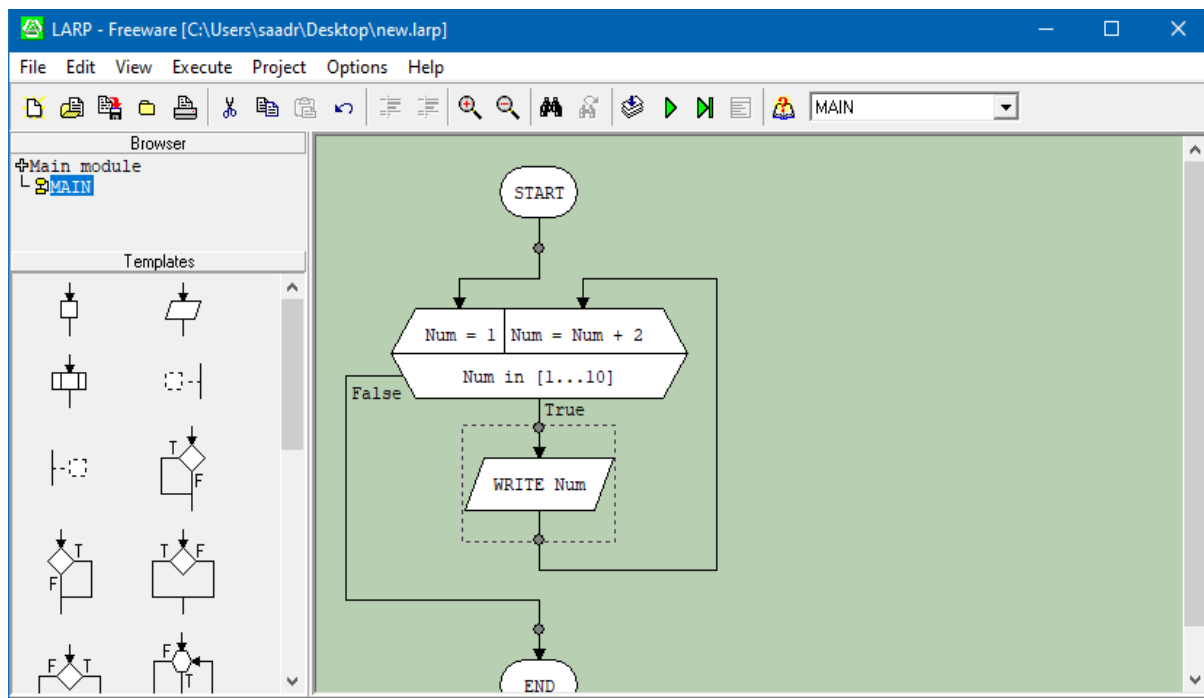 LARP - Freeware [C:\Users\saadr\Desktop\new.larp]
File Edit View Execute Project Options Help
MAIN
Browser
Main module
MAIN
Templates
T
F
T
F
T F
F T
F
T
START
Num = 1 Num = Num + 2
Num in [1...10]
False
True
WRITE Num
END